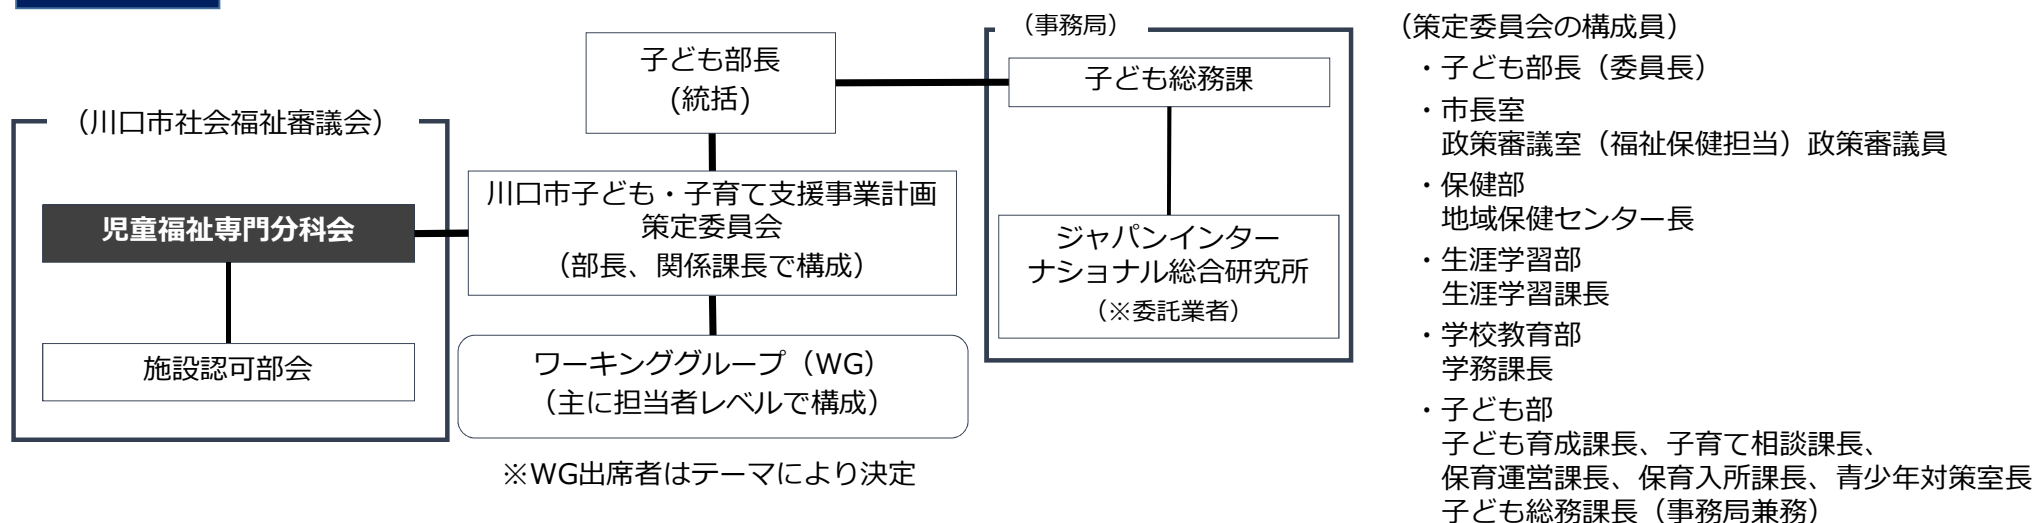 （川口市社会福祉審議会）
児童福祉専門分科会
施設認可部会
子ども部長
(統括)
川口市子ども・子育て支援事業計画
策定委員会
（部長、関係課長で構成）
ワーキンググループ（WG）
（主に担当者レベルで構成）
※WG出席者はテーマにより決定
（事務局）
子ども総務課
ジャパンインター
ナショナル総合研究所
（※委託業者）
（策定委員会の構成員）
・子ども部長（委員長）
・市長室
政策審議室（福祉保健担当）政策審議員
・保健部
地域保健センター長
・生涯学習部
生涯学習課長
・学校教育部
学務課長
・子ども部
子ども育成課長、子育て相談課長、
保育運営課長、保育入所課長、青少年対策室長
子ども総務課長（事務局兼務）